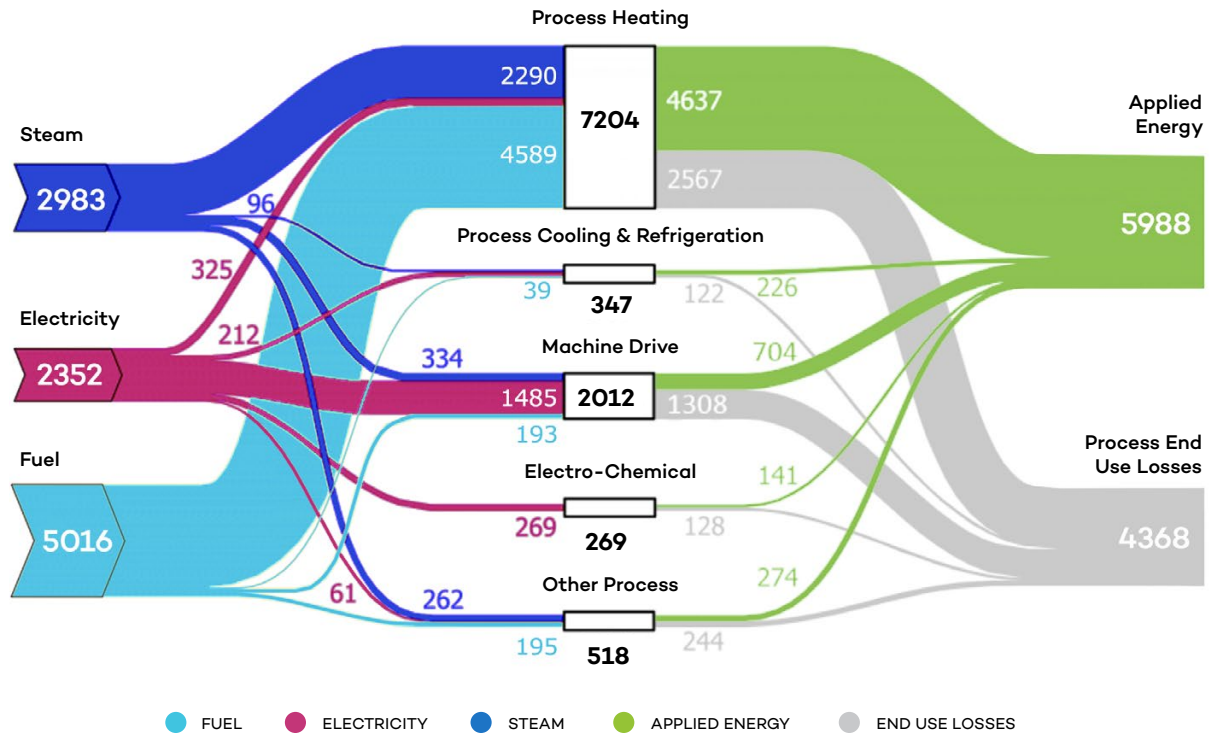 Process Heating
2290
4637
7204
Applied
Energy
Steam
4589
2567
2983
96
5988
Process Cooling & Refrigeration
325
39
347
122
226
Electricity
212
Machine Drive
334
704
2352
1485
2012
1308
193
Process End
Use Losses
Fuel
Electro-Chemical
141
5016
269
269
128
4368
Other Process
274
61
262
195
518
244
FUEL
ELECTRICITY
STEAM
APPLIED ENERGY
END USE LOSSES